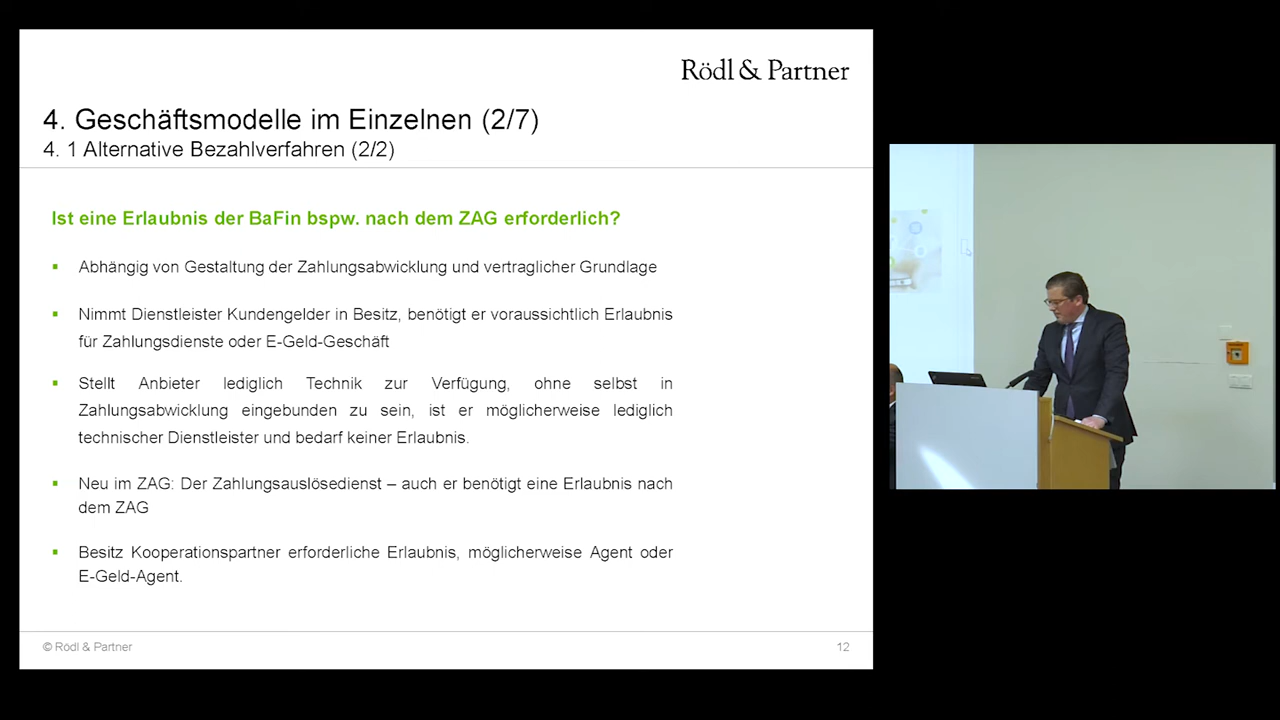 Rödl & Partner
4. Geschäftsmodelle im Einzelnen (2/7)
4. 1 Alternative Bezahlverfahren (2/2)
Ist eine Erlaubnis der BaFin bspw. nach dem ZAG erforderlich?
▪ Abhängig von Gestaltung der Zahlungsabwicklung und vertraglicher Grundlage
▪ Nimmt Dienstleister Kundengelder in Besitz, benötigt er voraussichtlich Erlaubnis
für Zahlungsdienste oder E-Geld-Geschäft
▪ Stellt Anbieter lediglich Technik zur Verfügung, ohne selbst in
Zahlungsabwicklung eingebunden zu sein, ist er möglicherweise lediglich
technischer Dienstleister und bedarf keiner Erlaubnis.
▪ Neu im ZAG: Der Zahlungsauslösedienst – auch er benötigt eine Erlaubnis nach
dem ZAG
▪ Besitz Kooperationspartner erforderliche Erlaubnis, möglicherweise Agent oder
E-Geld-Agent.
© Rödl & Partner
12